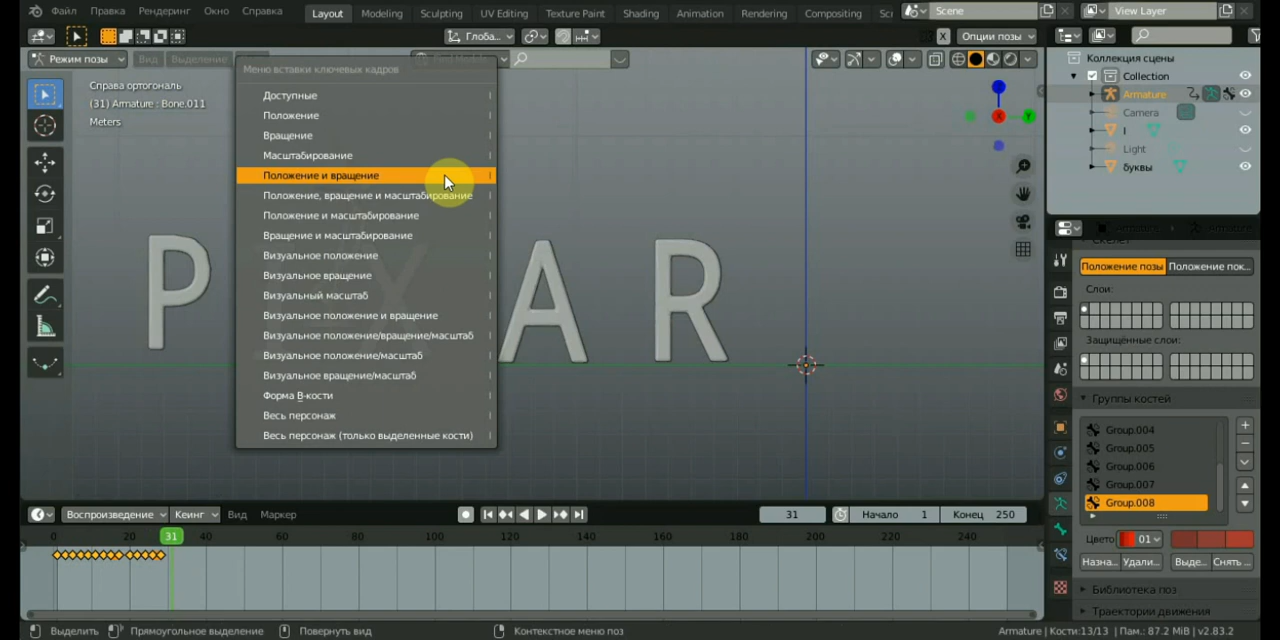 Файл Правка Рендеринг Окно Справка
Layout Modeling Sculpting UV Editing Texture Paint Shading Animation Rendering Compositing
Scene
View Layer
Глоба...
X Опции позы
Режим позы Вид Выделение
Справа ортогональ
(31) Armature : Bone.011
Meters
Меню вставки ключевых кадров
Доступные
Положение
Вращение
Масштабирование
Положение и вращение
Положение, вращение и масштабирование
Положение и масштабирование
Вращение и масштабирование
Визуальное положение
Визуальное вращение
Визуальный масштаб
Визуальное положение и вращение
Визуальное положение/вращение/масштаб
Визуальное положение/масштаб
Визуальное вращение/масштаб
Форма B-кости
Весь персонаж
Весь персонаж (только выделенные кости)
P X A R
X
Y
Коллекция сцены
Collection
Armature
Camera
I
Light
буквы
Скелет
Положение позы Положение пок...
Слои:
Защищённые слои:
Группы костей
Group.004
Group.005
Group.006
Group.007
Group.008
Цвето 01
Назна... Удали... Выде... Снять ...
Библиотека поз
Траектории движения
Воспроизведение Кеинг Вид Маркер
31
Начало 1 Конец 250
0 20 31 40 60 80 100 120 140 160 180 200 220 240
Выделить Прямоугольное выделение Повернуть вид Контекстное меню поз
Armature | Кости:13/13 | Пам.: 87.2 MiB | v2.83.2